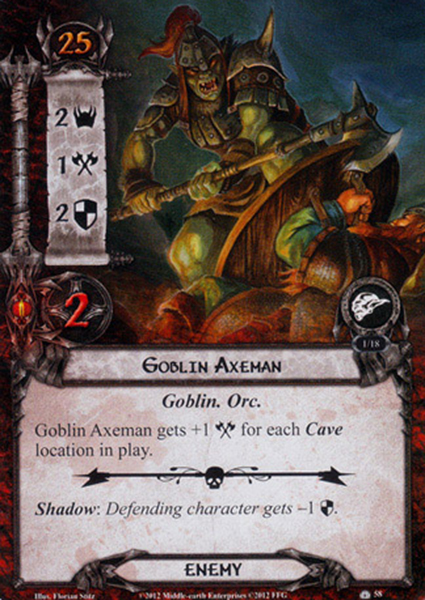 25
2
1
2
2
1/18
Goblin Axeman
Goblin. Orc.
Goblin Axeman gets +1 for each Cave
location in play.
Shadow: Defending character gets –1 .
ENEMY
Illus. Florian Stitz ©2012 Middle-earth Enterprises ©2012 FFG 58